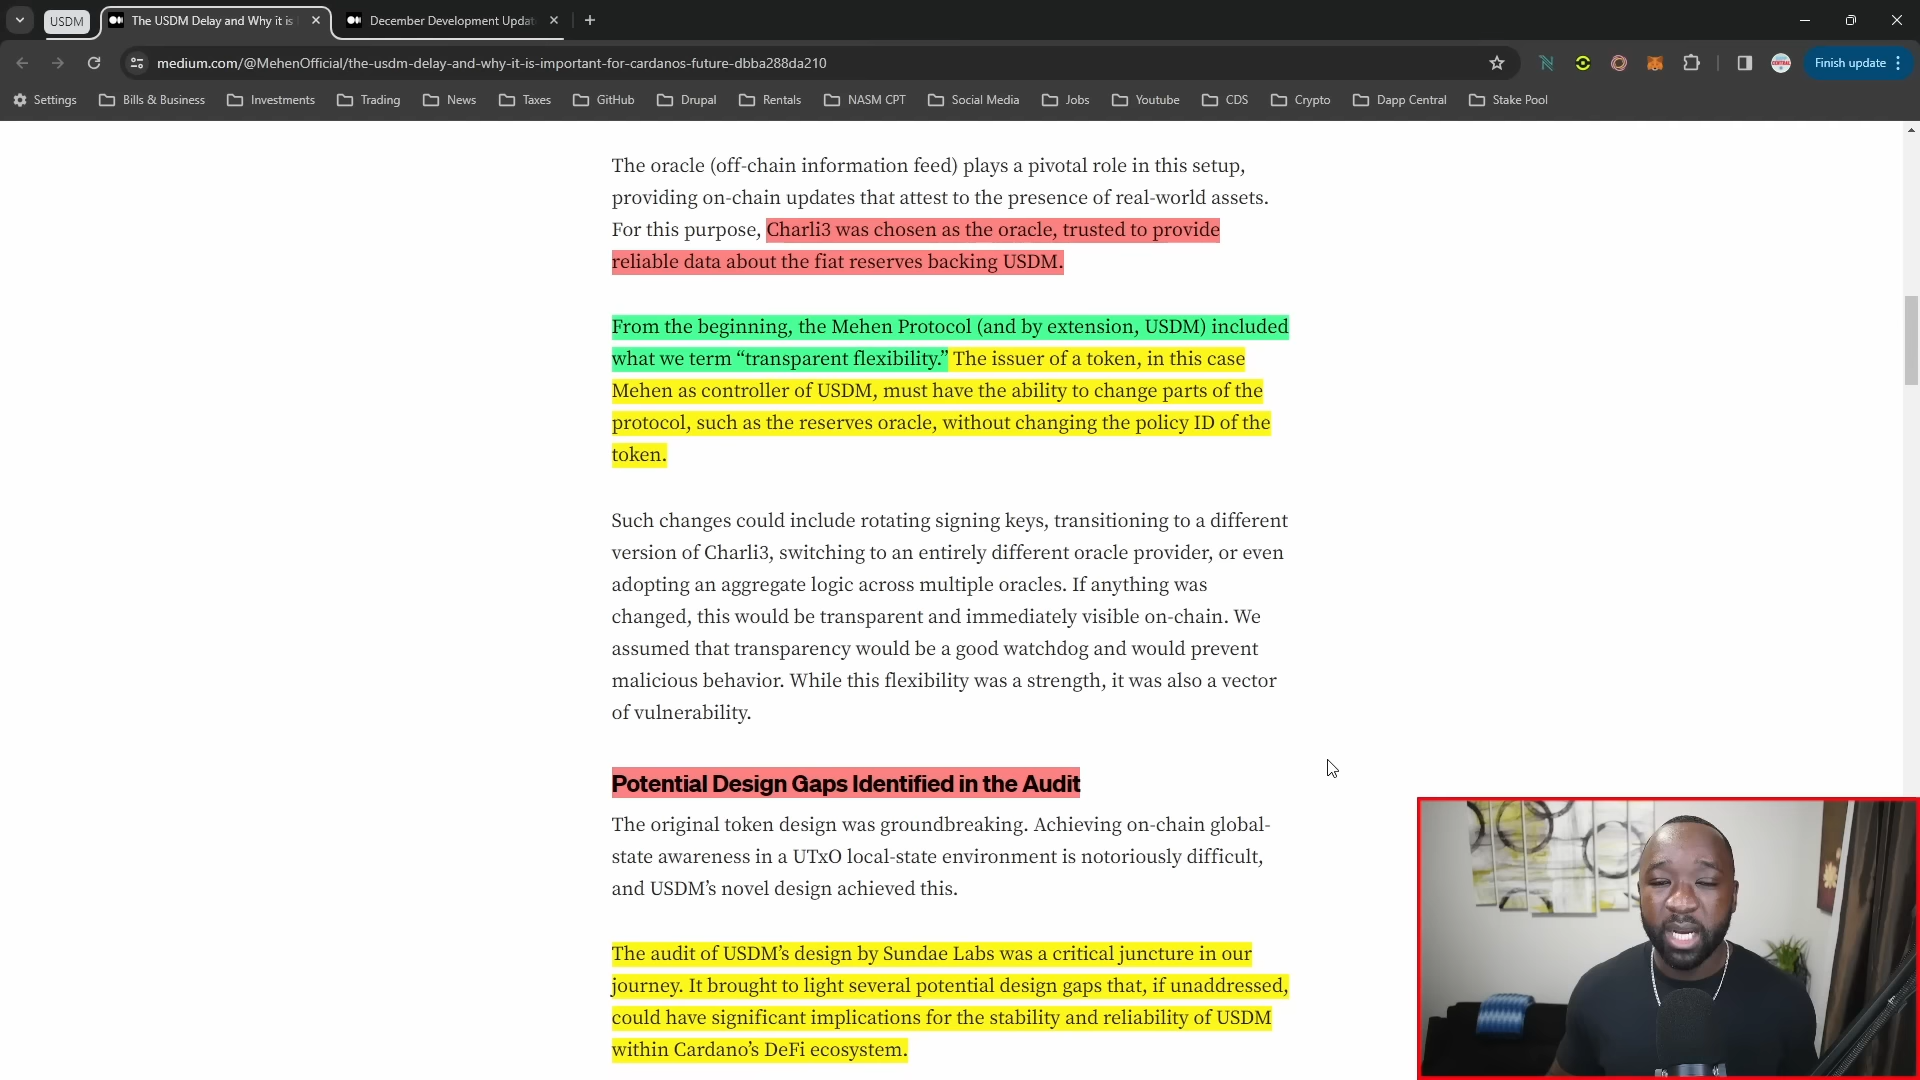 USDM
The USDM Delay and Why it is
December Development Updat
medium.com/@MehenOfficial/the-usdm-delay-and-why-it-is-important-for-cardanos-future-dbba288da210
Finish update
Settings
Bills & Business
Investments
Trading
News
Taxes
GitHub
Drupal
Rentals
NASM CPT
Social Media
Jobs
Youtube
CDS
Crypto
Dapp Central
Stake Pool
The oracle (off-chain information feed) plays a pivotal role in this setup,
providing on-chain updates that attest to the presence of real-world assets.
For this purpose, Charli3 was chosen as the oracle, trusted to provide
reliable data about the fiat reserves backing USDM.
From the beginning, the Mehen Protocol (and by extension, USDM) included
what we term “transparent flexibility.” The issuer of a token, in this case
Mehen as controller of USDM, must have the ability to change parts of the
protocol, such as the reserves oracle, without changing the policy ID of the
token.
Such changes could include rotating signing keys, transitioning to a different
version of Charli3, switching to an entirely different oracle provider, or even
adopting an aggregate logic across multiple oracles. If anything was
changed, this would be transparent and immediately visible on-chain. We
assumed that transparency would be a good watchdog and would prevent
malicious behavior. While this flexibility was a strength, it was also a vector
of vulnerability.
Potential Design Gaps Identified in the Audit
The original token design was groundbreaking. Achieving on-chain global-
state awareness in a UTxO local-state environment is notoriously difficult,
and USDM’s novel design achieved this.
The audit of USDM’s design by Sundae Labs was a critical juncture in our
journey. It brought to light several potential design gaps that, if unaddressed,
could have significant implications for the stability and reliability of USDM
within Cardano’s DeFi ecosystem.